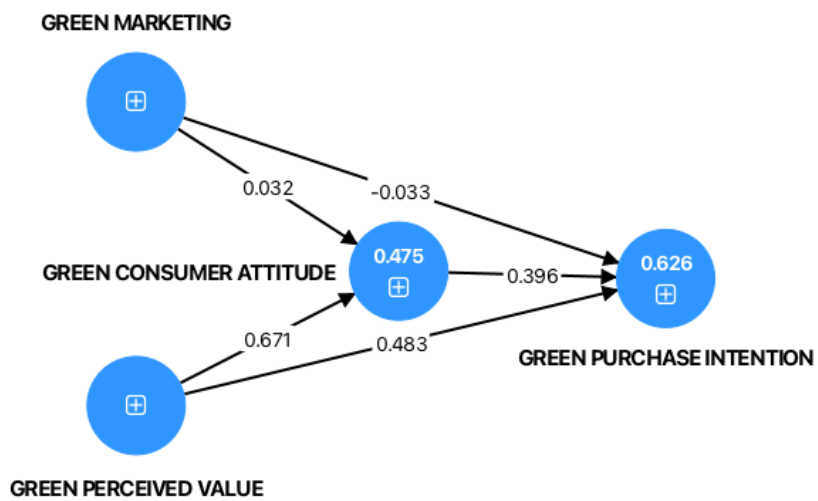 GREEN MARKETING
0.032
-0.033
GREEN CONSUMER ATTITUDE
0.475
0.396
0.626
0.671
0.483
GREEN PURCHASE INTENTION
GREEN PERCEIVED VALUE